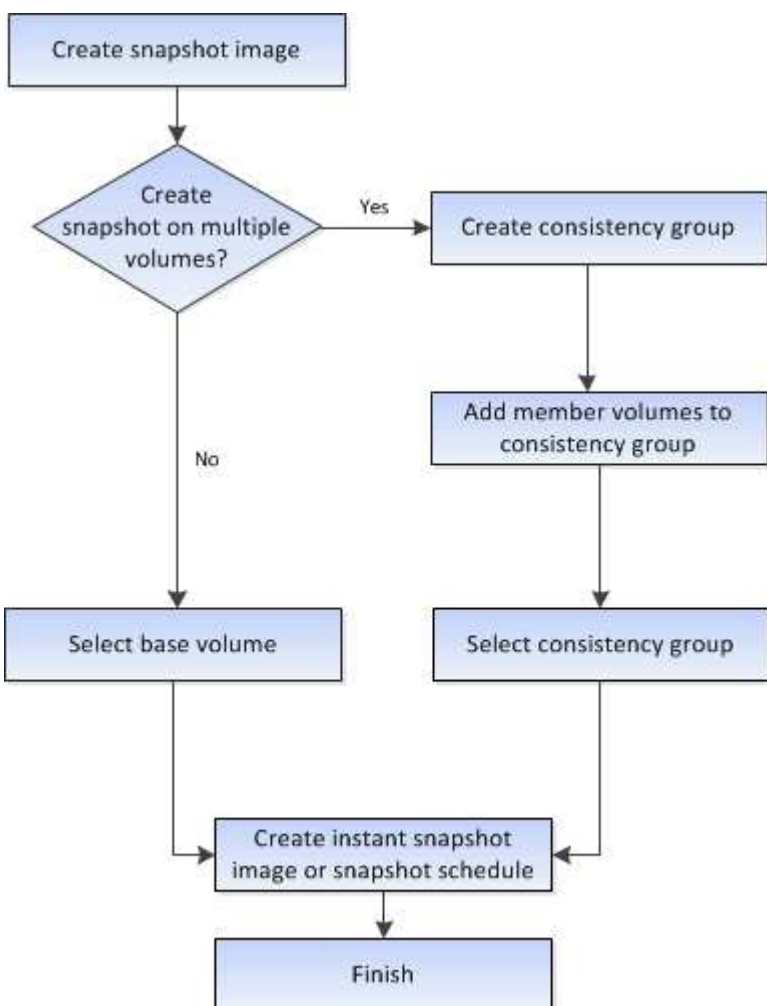 Create snapshot image
Create
snapshot on multiple
volumes?
Yes
Create consistency group
Add member volumes to
consistency group
No
Select base volume
Select consistency group
Create instant snapshot
image or snapshot schedule
Finish